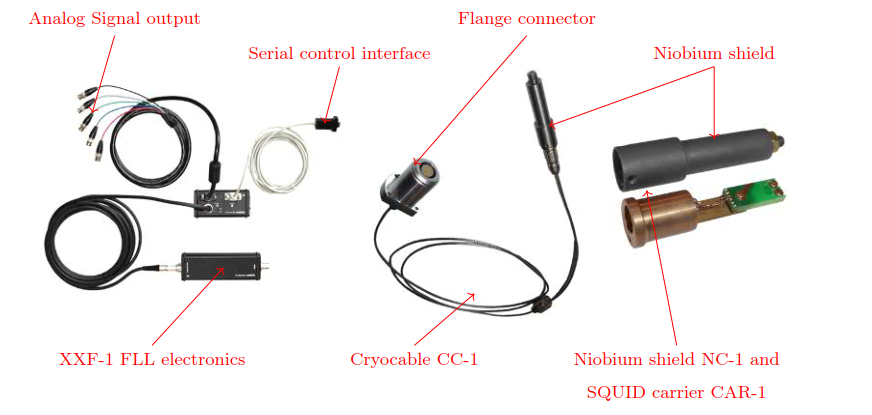 Analog Signal output
Flange connector
Serial control interface
Niobium shield
XXF-1 FLL electronics
Cryocable CC-1
Niobium shield NC-1 and
SQUID carrier CAR-1